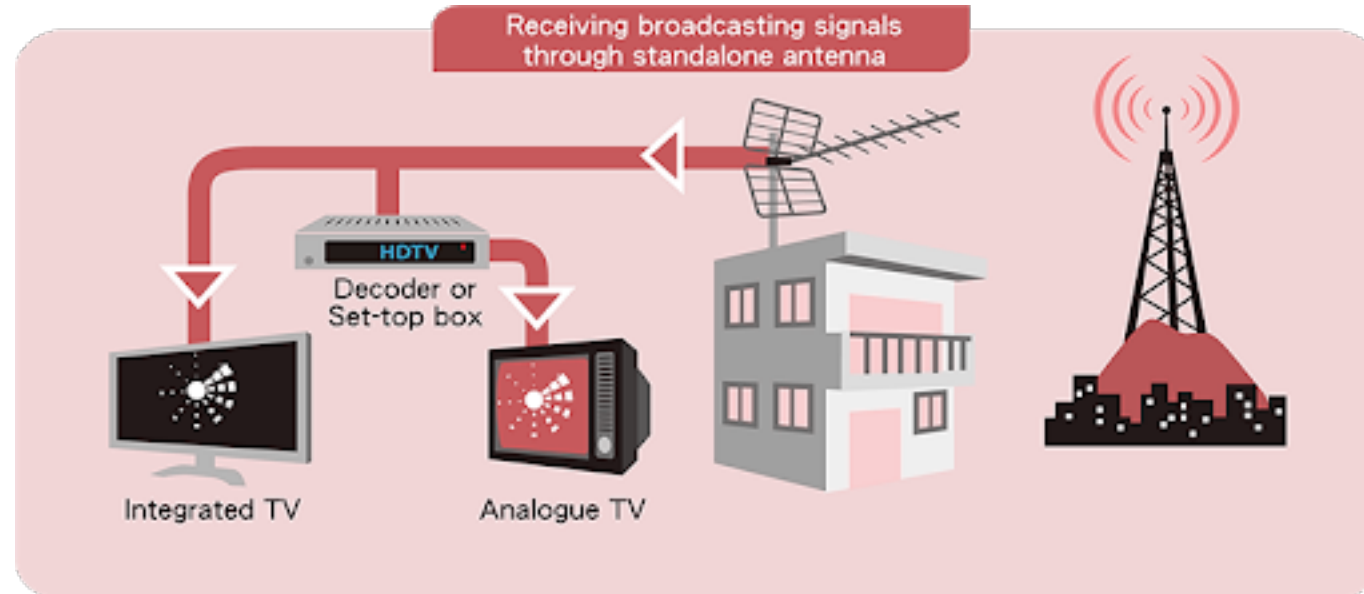 Receiving broadcasting signals
through standalone antenna
HDTV
Decoder or
Set-top box
Integrated TV
Analogue TV